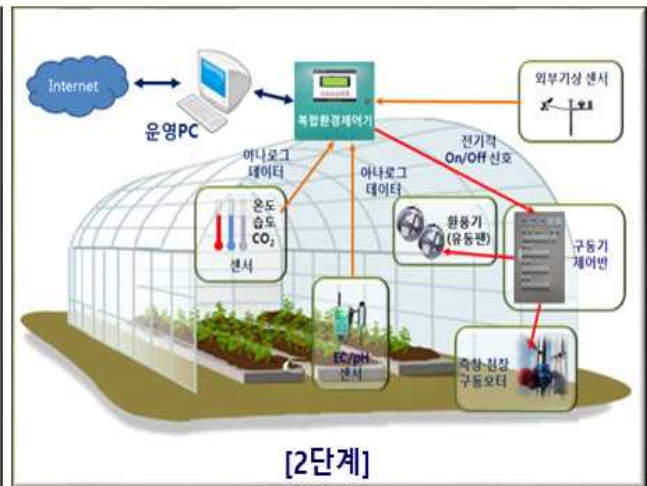 Internet
운영PC
복합환경제어기
외부기상 센서
아나로그
데이터
아나로그
데이터
전기적
On/Off 신호
온도
습도
CO₂
센서
환풍기
(유동팬)
구동기
제어반
EC/pH
센서
측창·천창
구동모터
[2단계]